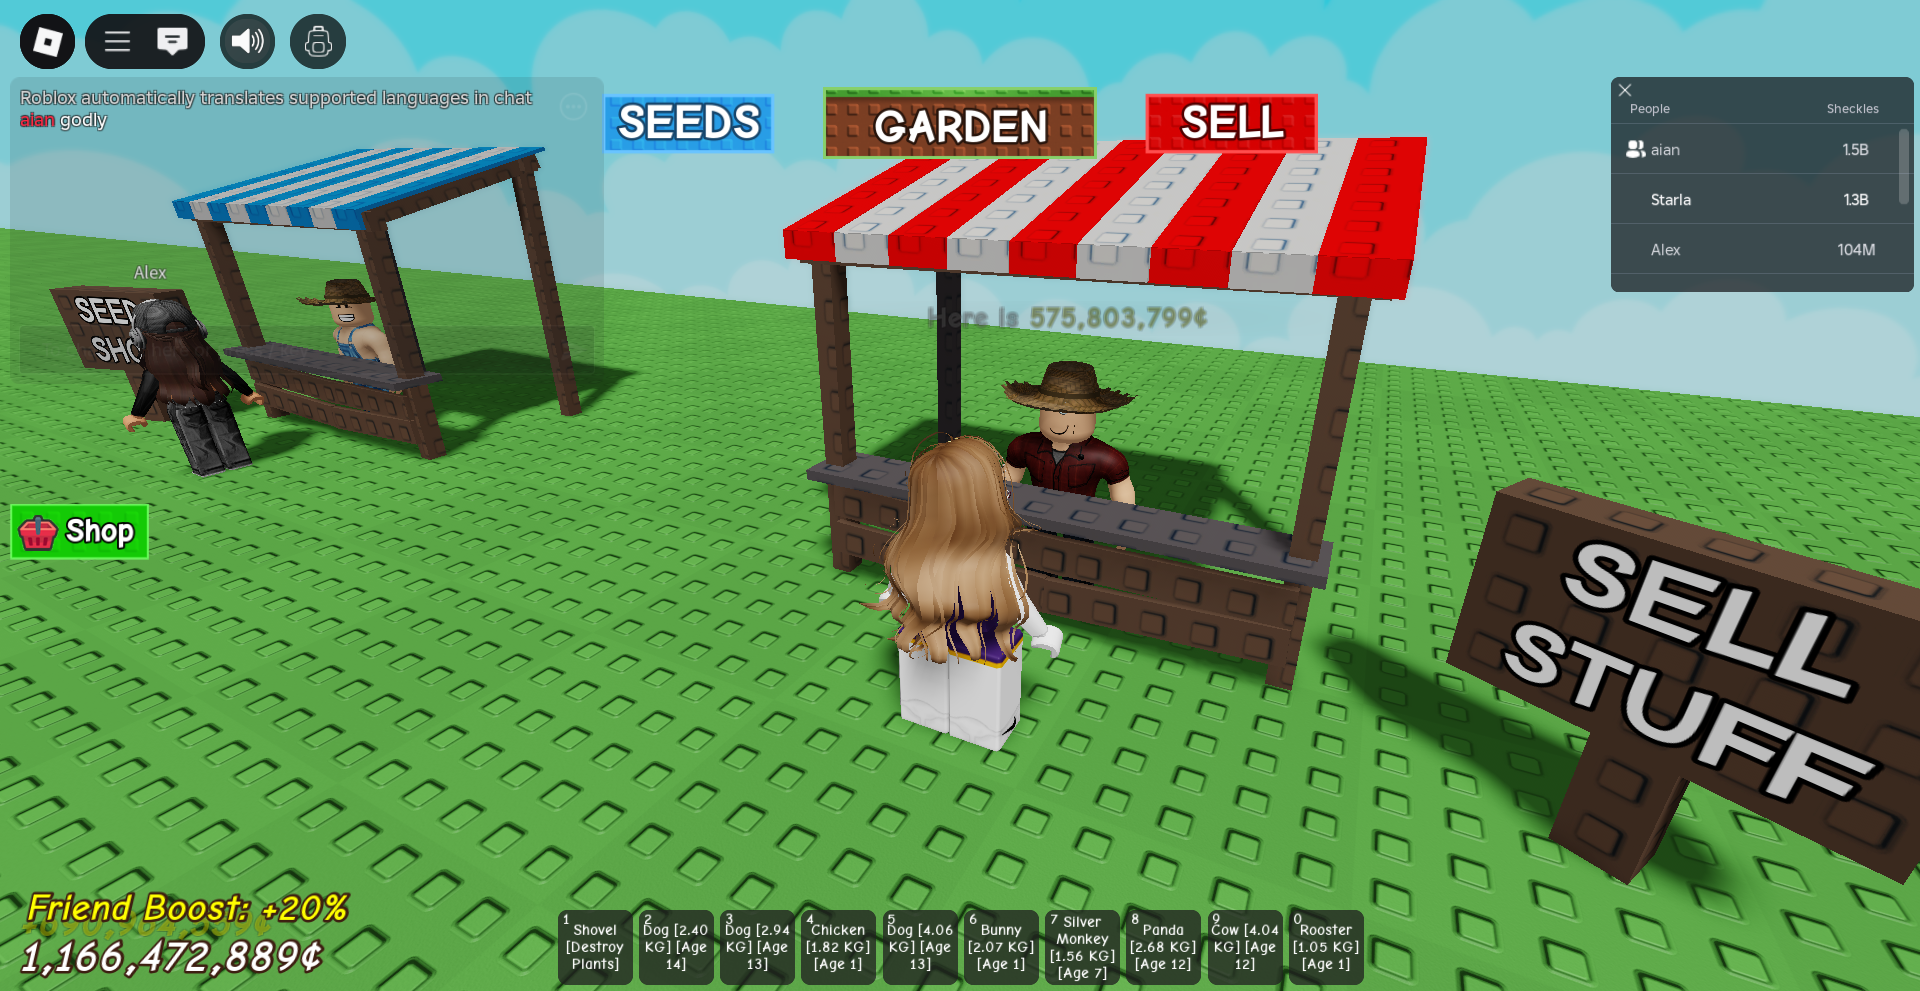 Roblox automatically translates supported languages in chat
aian godly
SEEDS
GARDEN
SELL
People Sheckles
aian 1.5B
Starla 1.3B
Alex 104M
Alex
Here is 575,803,799¢
Shop
SELL
STUFF
Friend Boost: +20%
1,166,472,889¢
1 Shovel [Destroy Plants]
2 Dog [2.40 KG] [Age 14]
3 Dog [2.94 KG] [Age 13]
4 Chicken [1.82 KG] [Age 1]
5 Dog [4.06 KG] [Age 13]
6 Bunny [2.07 KG] [Age 1]
7 Silver Monkey [1.56 KG] [Age 7]
8 Panda [2.68 KG] [Age 12]
9 Cow [4.04 KG] [Age 12]
0 Rooster [1.05 KG] [Age 1]